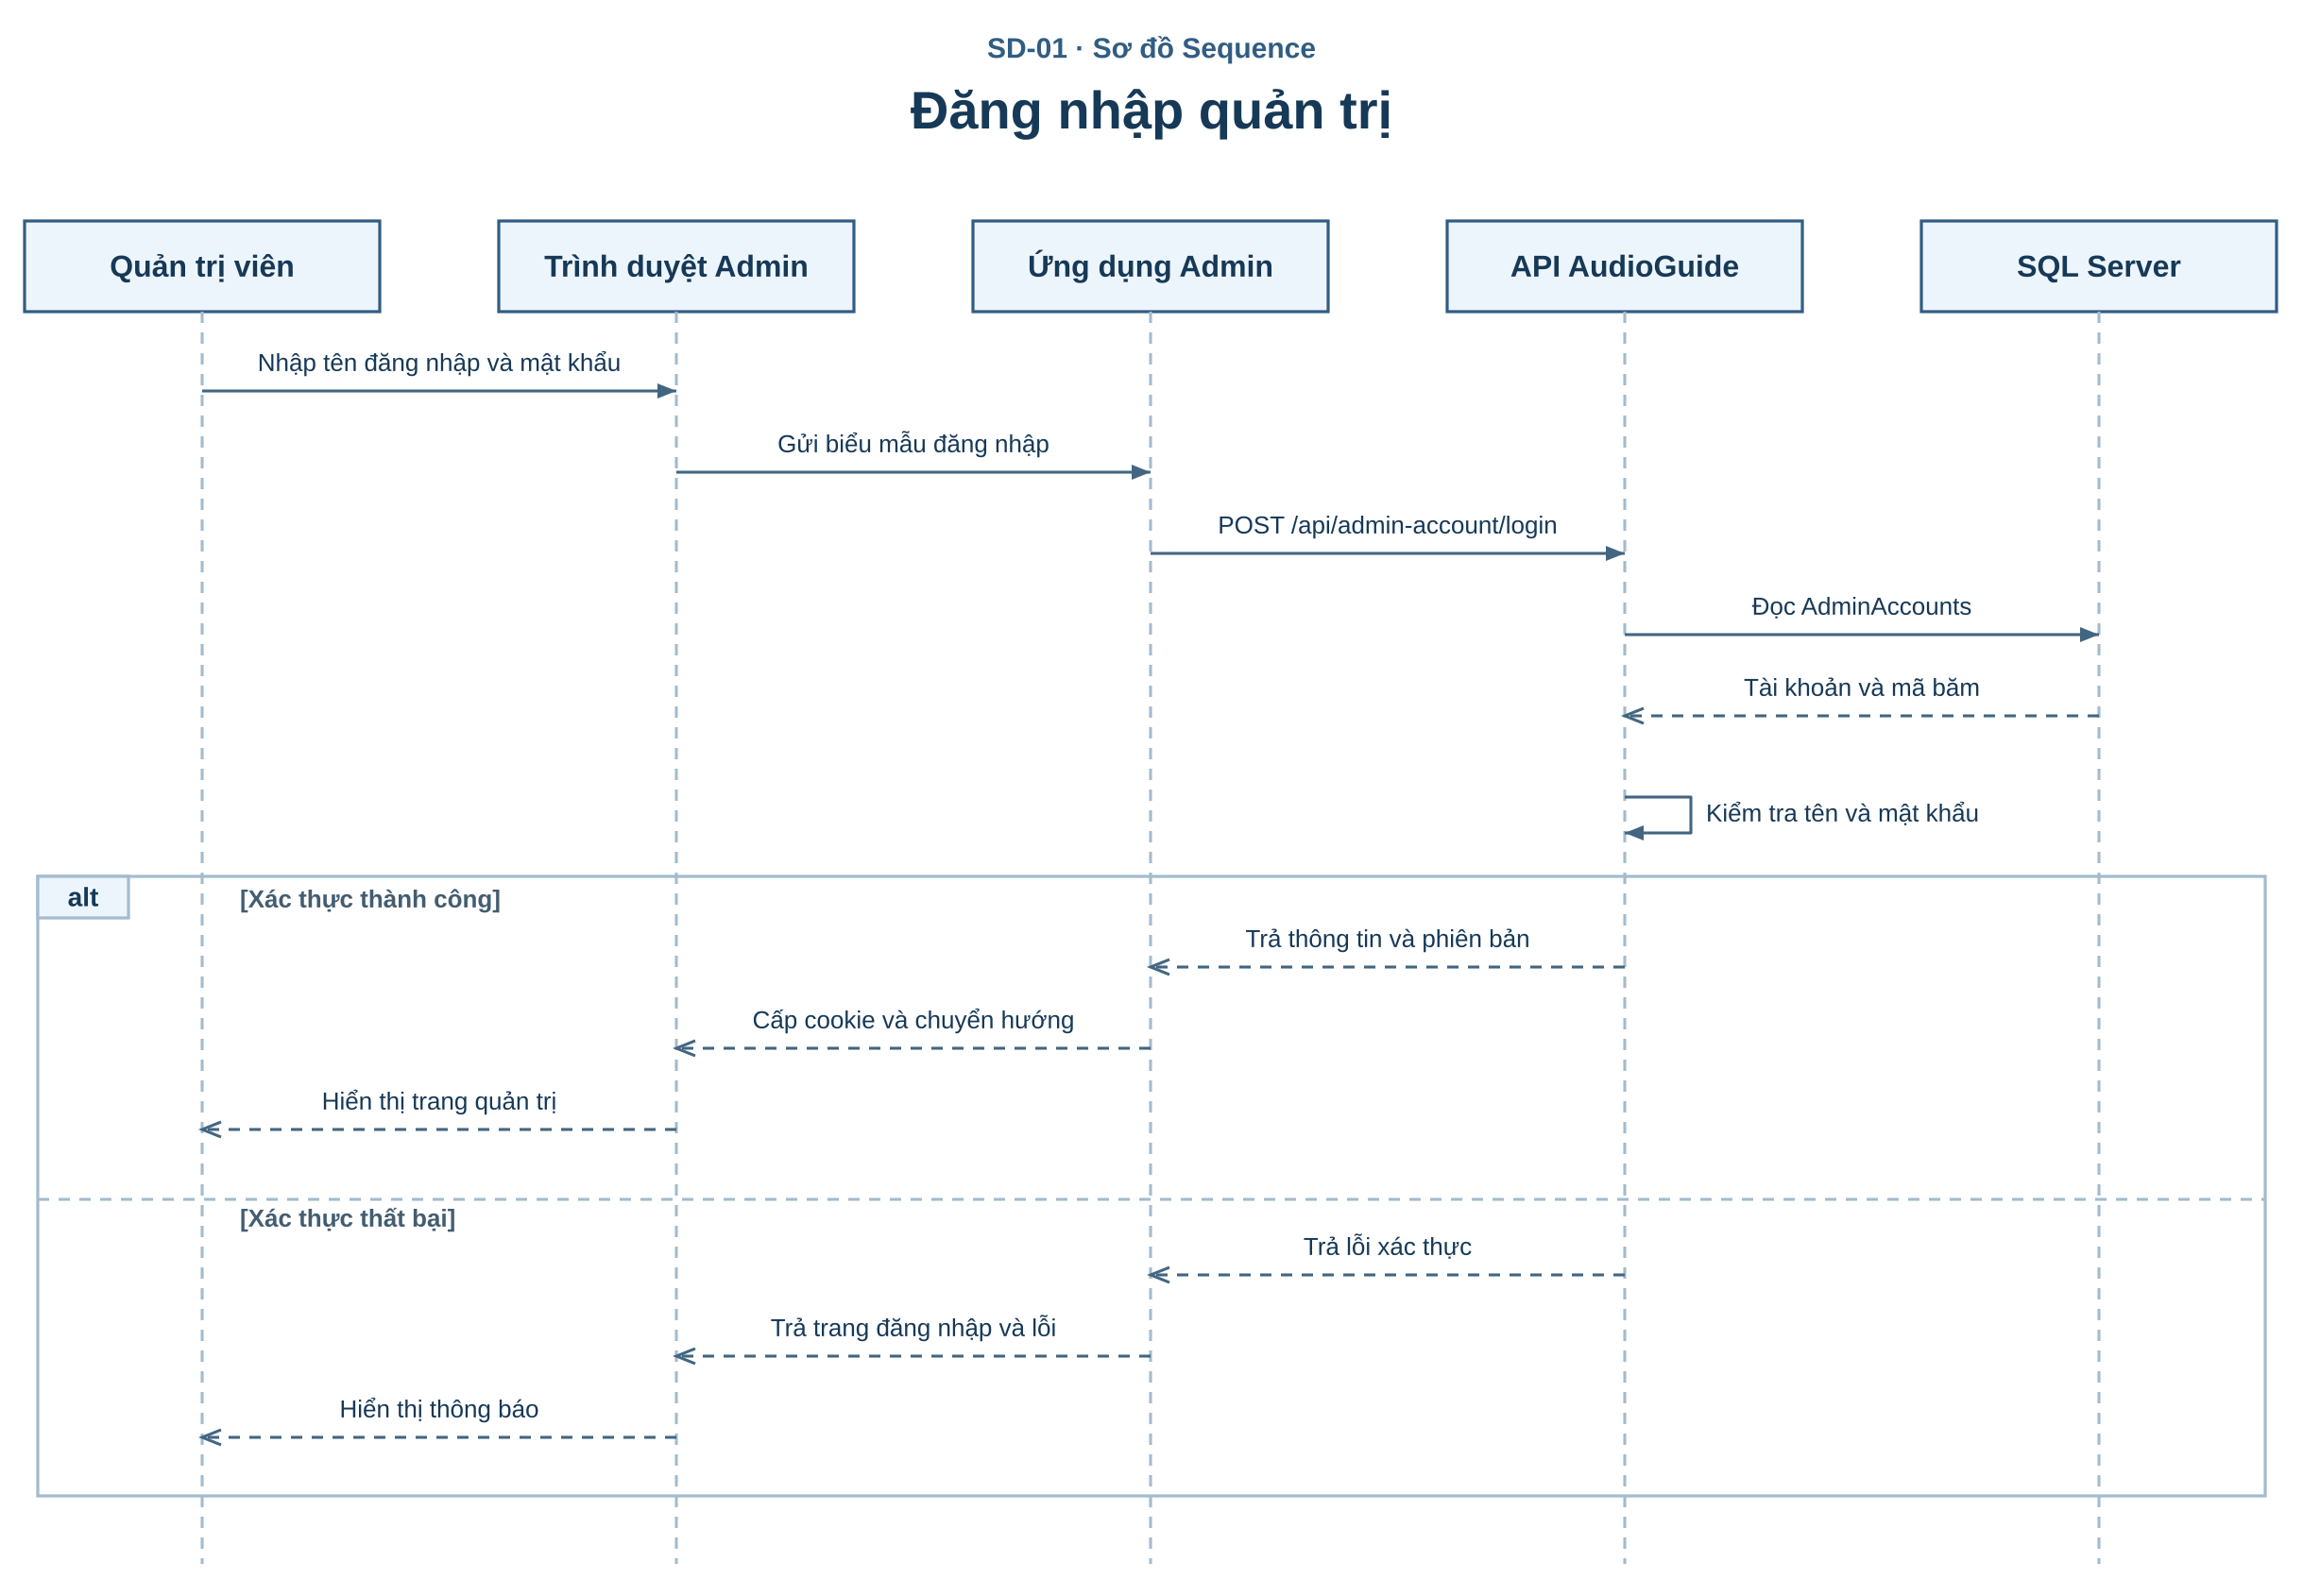 SD-01 · Sơ đồ Sequence
Đăng nhập quản trị
Quản trị viên
Trình duyệt Admin
Ứng dụng Admin
API AudioGuide
SQL Server
Nhập tên đăng nhập và mật khẩu
Gửi biểu mẫu đăng nhập
POST /api/admin-account/login
Đọc AdminAccounts
Tài khoản và mã băm
Kiểm tra tên và mật khẩu
alt
[Xác thực thành công]
Trả thông tin và phiên bản
Cấp cookie và chuyển hướng
Hiển thị trang quản trị
[Xác thực thất bại]
Trả lỗi xác thực
Trả trang đăng nhập và lỗi
Hiển thị thông báo